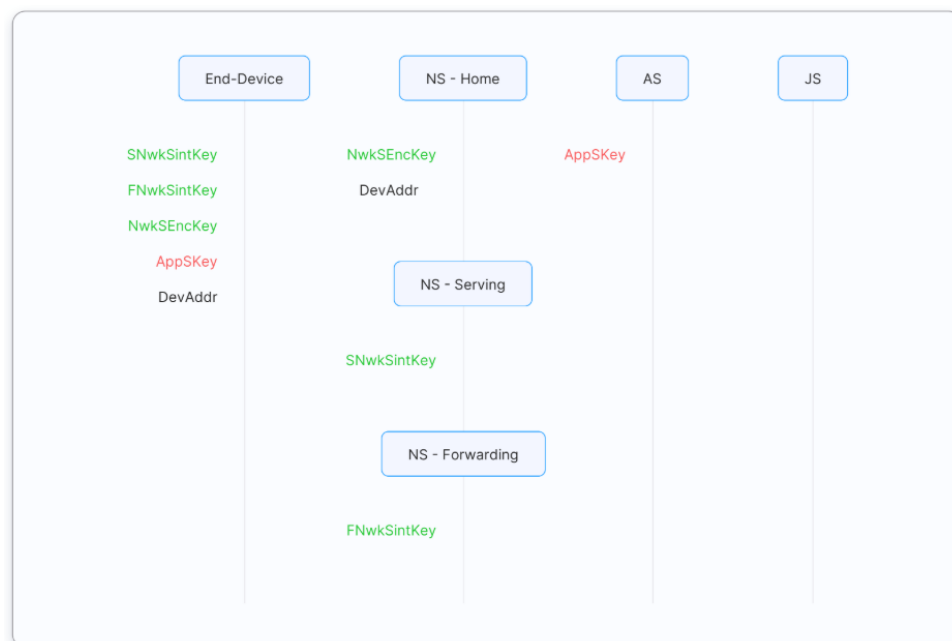 End-Device
NS - Home
AS
JS
SNwkSintKey
NwkSEncKey
AppSKey
FNwkSintKey
DevAddr
NwkSEncKey
AppSKey
NS - Serving
DevAddr
SNwkSintKey
NS - Forwarding
FNwkSintKey